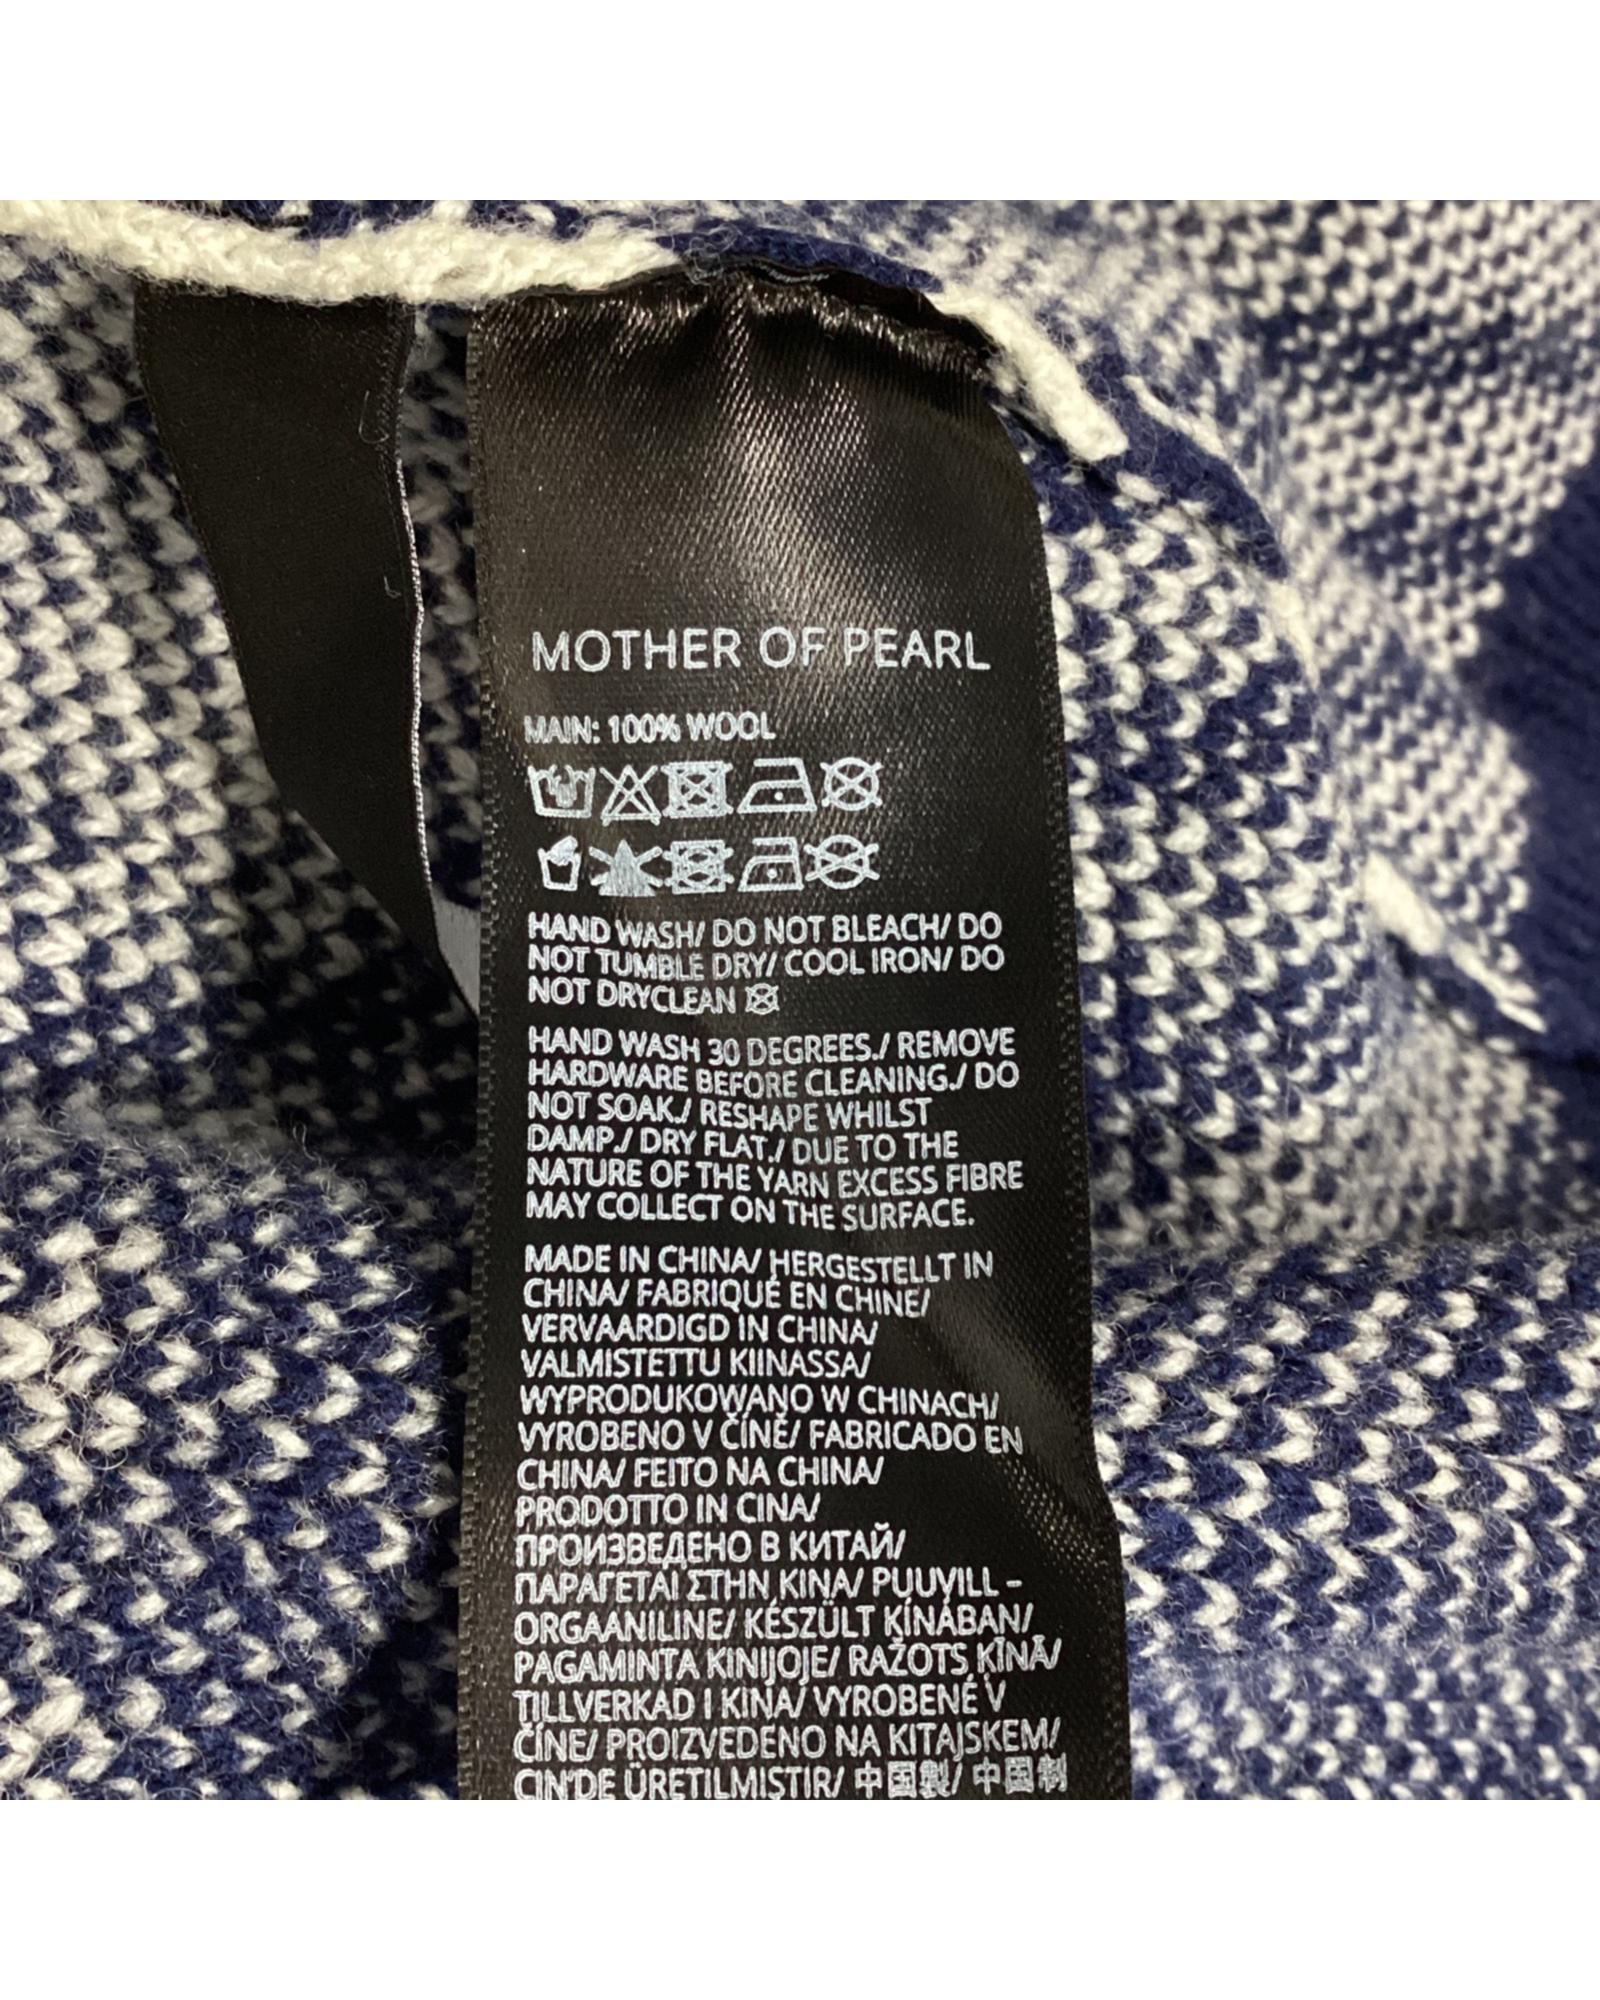 MOTHER OF PEARL
MAIN: 100% WOOL
HAND WASH/ DO NOT BLEACH/ DO
NOT TUMBLE DRY/ COOL IRON/ DO
NOT DRYCLEAN
HAND WASH 30 DEGREES./ REMOVE
HARDWARE BEFORE CLEANING./ DO
NOT SOAK./ RESHAPE WHILST
DAMP./ DRY FLAT./ DUE TO THE
NATURE OF THE YARN EXCESS FIBRE
MAY COLLECT ON THE SURFACE.
MADE IN CHINA/ HERGESTELLT IN
CHINA/ FABRIQUÉ EN CHINE/
VERVAARDIGD IN CHINA/
VALMISTETTU KIINASSA/
WYPRODUKOWANO W CHINACH/
VYROBENO V ČÍNĚ/ FABRICADO EN
CHINA/ FEITO NA CHINA/
PRODOTTO IN CINA/
ПРОИЗВЕДЕНО В КИТАЙ/
ΠΑΡΑΓΕΤΑΙ ΣΤΗΝ ΚΙΝΑ/ PUUVILL –
ORGAANILINE/ KÉSZÜLT KÍNÁBAN/
PAGAMINTA KINIJOJE/ RAŽOTS ĶĪNĀ/
TILLVERKAD I KINA/ VYROBENÉ V
ČÍNE/ PROIZVEDENO NA KITAJSKEM/
CIN'DE ÜRETILMISTIR/ 中国製/ 中国制